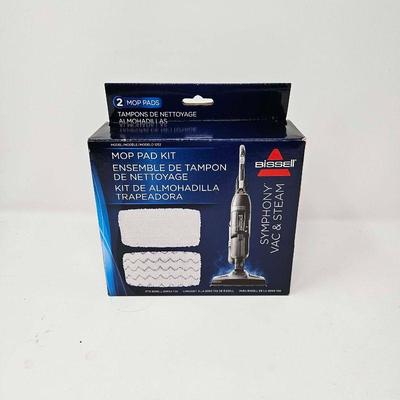 2 MOP PADS
TAMPONS DE NETTOYAGE
ALMOHADILLAS
MOP PAD KIT
ENSEMBLE DE TAMPON
DE NETTOYAGE
KIT DE ALMOHADILLA
TRAPEADORA
BISSELL
SYMPHONY
VAC & STEAM